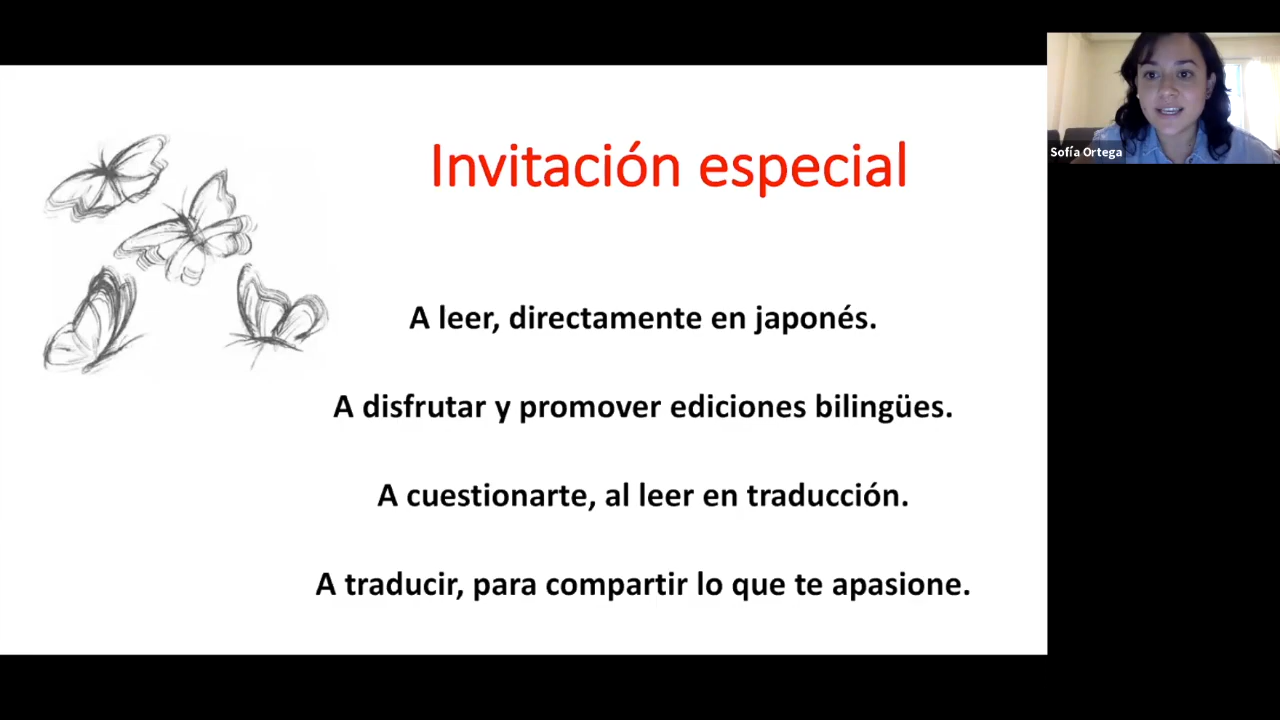 Invitación especial
Sofía Ortega
A leer, directamente en japonés.
A disfrutar y promover ediciones bilingües.
A cuestionarte, al leer en traducción.
A traducir, para compartir lo que te apasione.